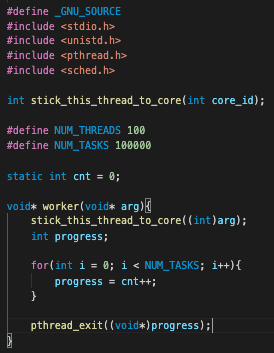 #define _GNU_SOURCE
#include <stdio.h>
#include <unistd.h>
#include <pthread.h>
#include <sched.h>
int stick_this_thread_to_core(int core_id);
#define NUM_THREADS 100
#define NUM_TASKS 100000
static int cnt = 0;
void* worker(void* arg){
    stick_this_thread_to_core((int)arg);
    int progress;
    for(int i = 0; i < NUM_TASKS; i++){
        progress = cnt++;
    }
    pthread_exit((void*)progress);
}